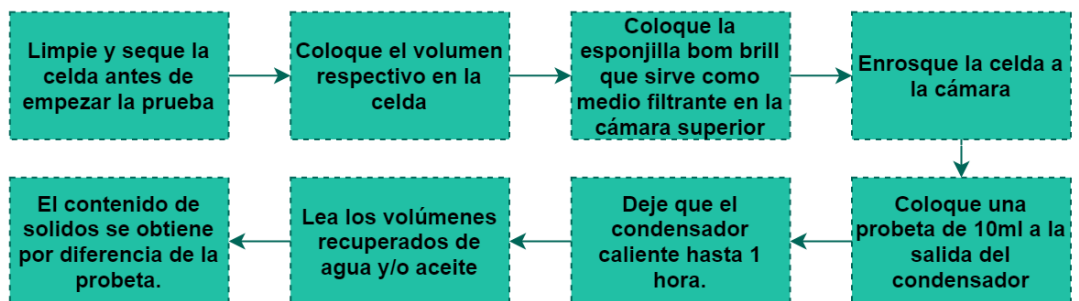 Limpie y seque la
celda antes de
empezar la prueba
Coloque el volumen
respectivo en la
celda
Coloque la
esponjilla bom brill
que sirve como
medio filtrante en la
cámara superior
Enrosque la celda a
la cámara
Coloque una
probeta de 10ml a la
salida del
condensador
Deje que el
condensador
caliente hasta 1
hora.
Lea los volúmenes
recuperados de
agua y/o aceite
El contenido de
solidos se obtiene
por diferencia de la
probeta.